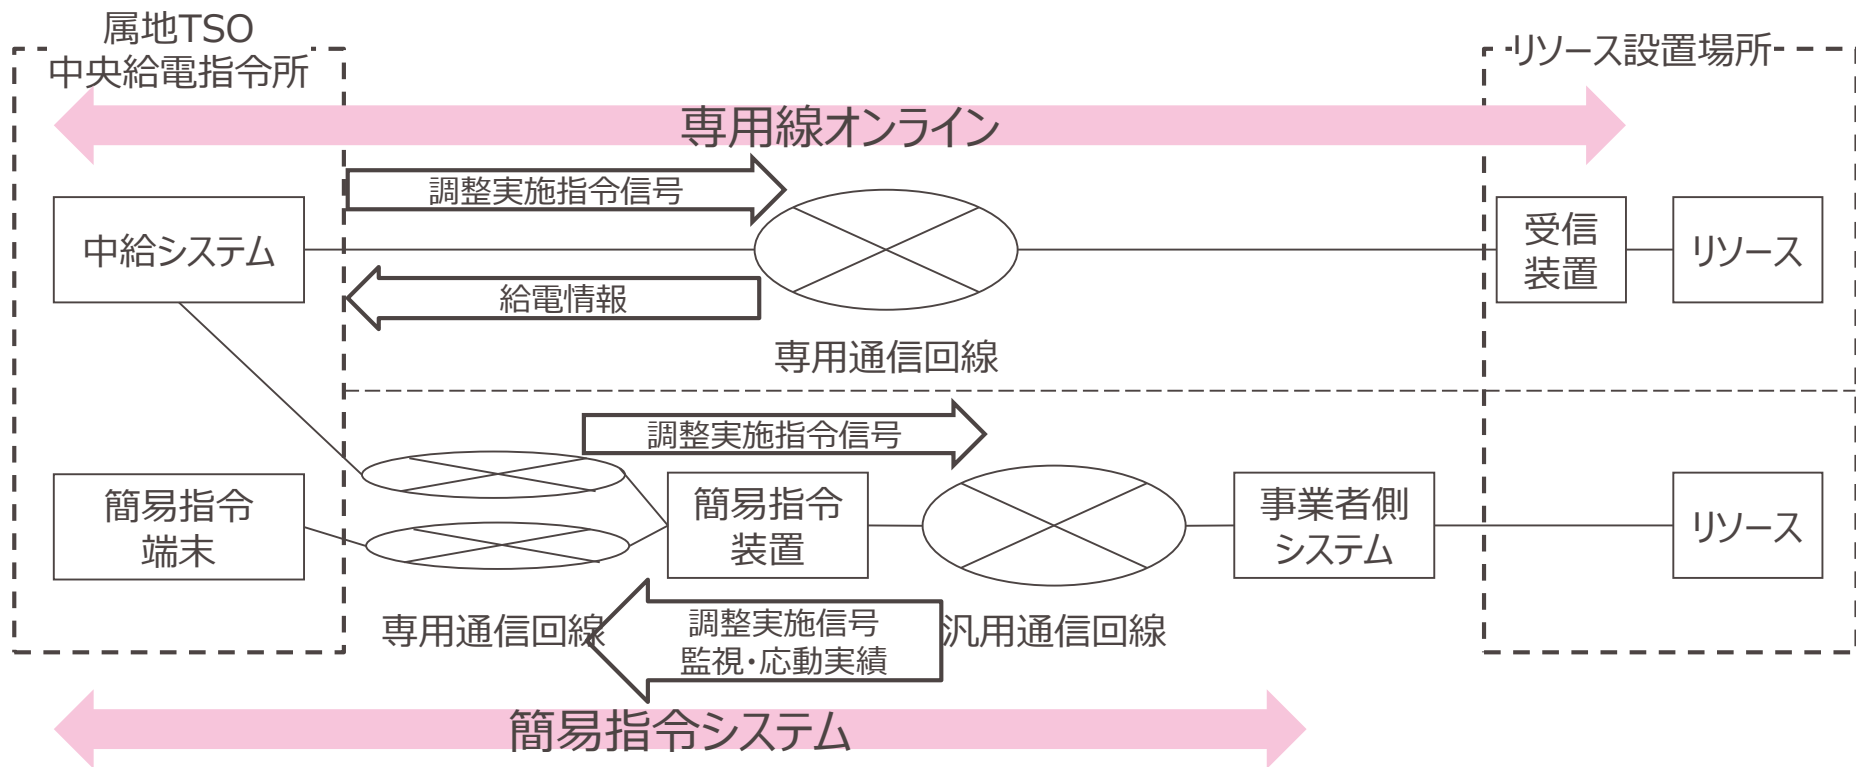 属地TSO
中央給電指令所
リソース設置場所
専用線オンライン
調整実施指令信号
中給システム
受信
装置
リソース
給電情報
専用通信回線
調整実施指令信号
簡易指令
端末
簡易指令
装置
事業者側
システム
リソース
専用通信回線
調整実施信号
監視・応動実績
汎用通信回線
簡易指令システム